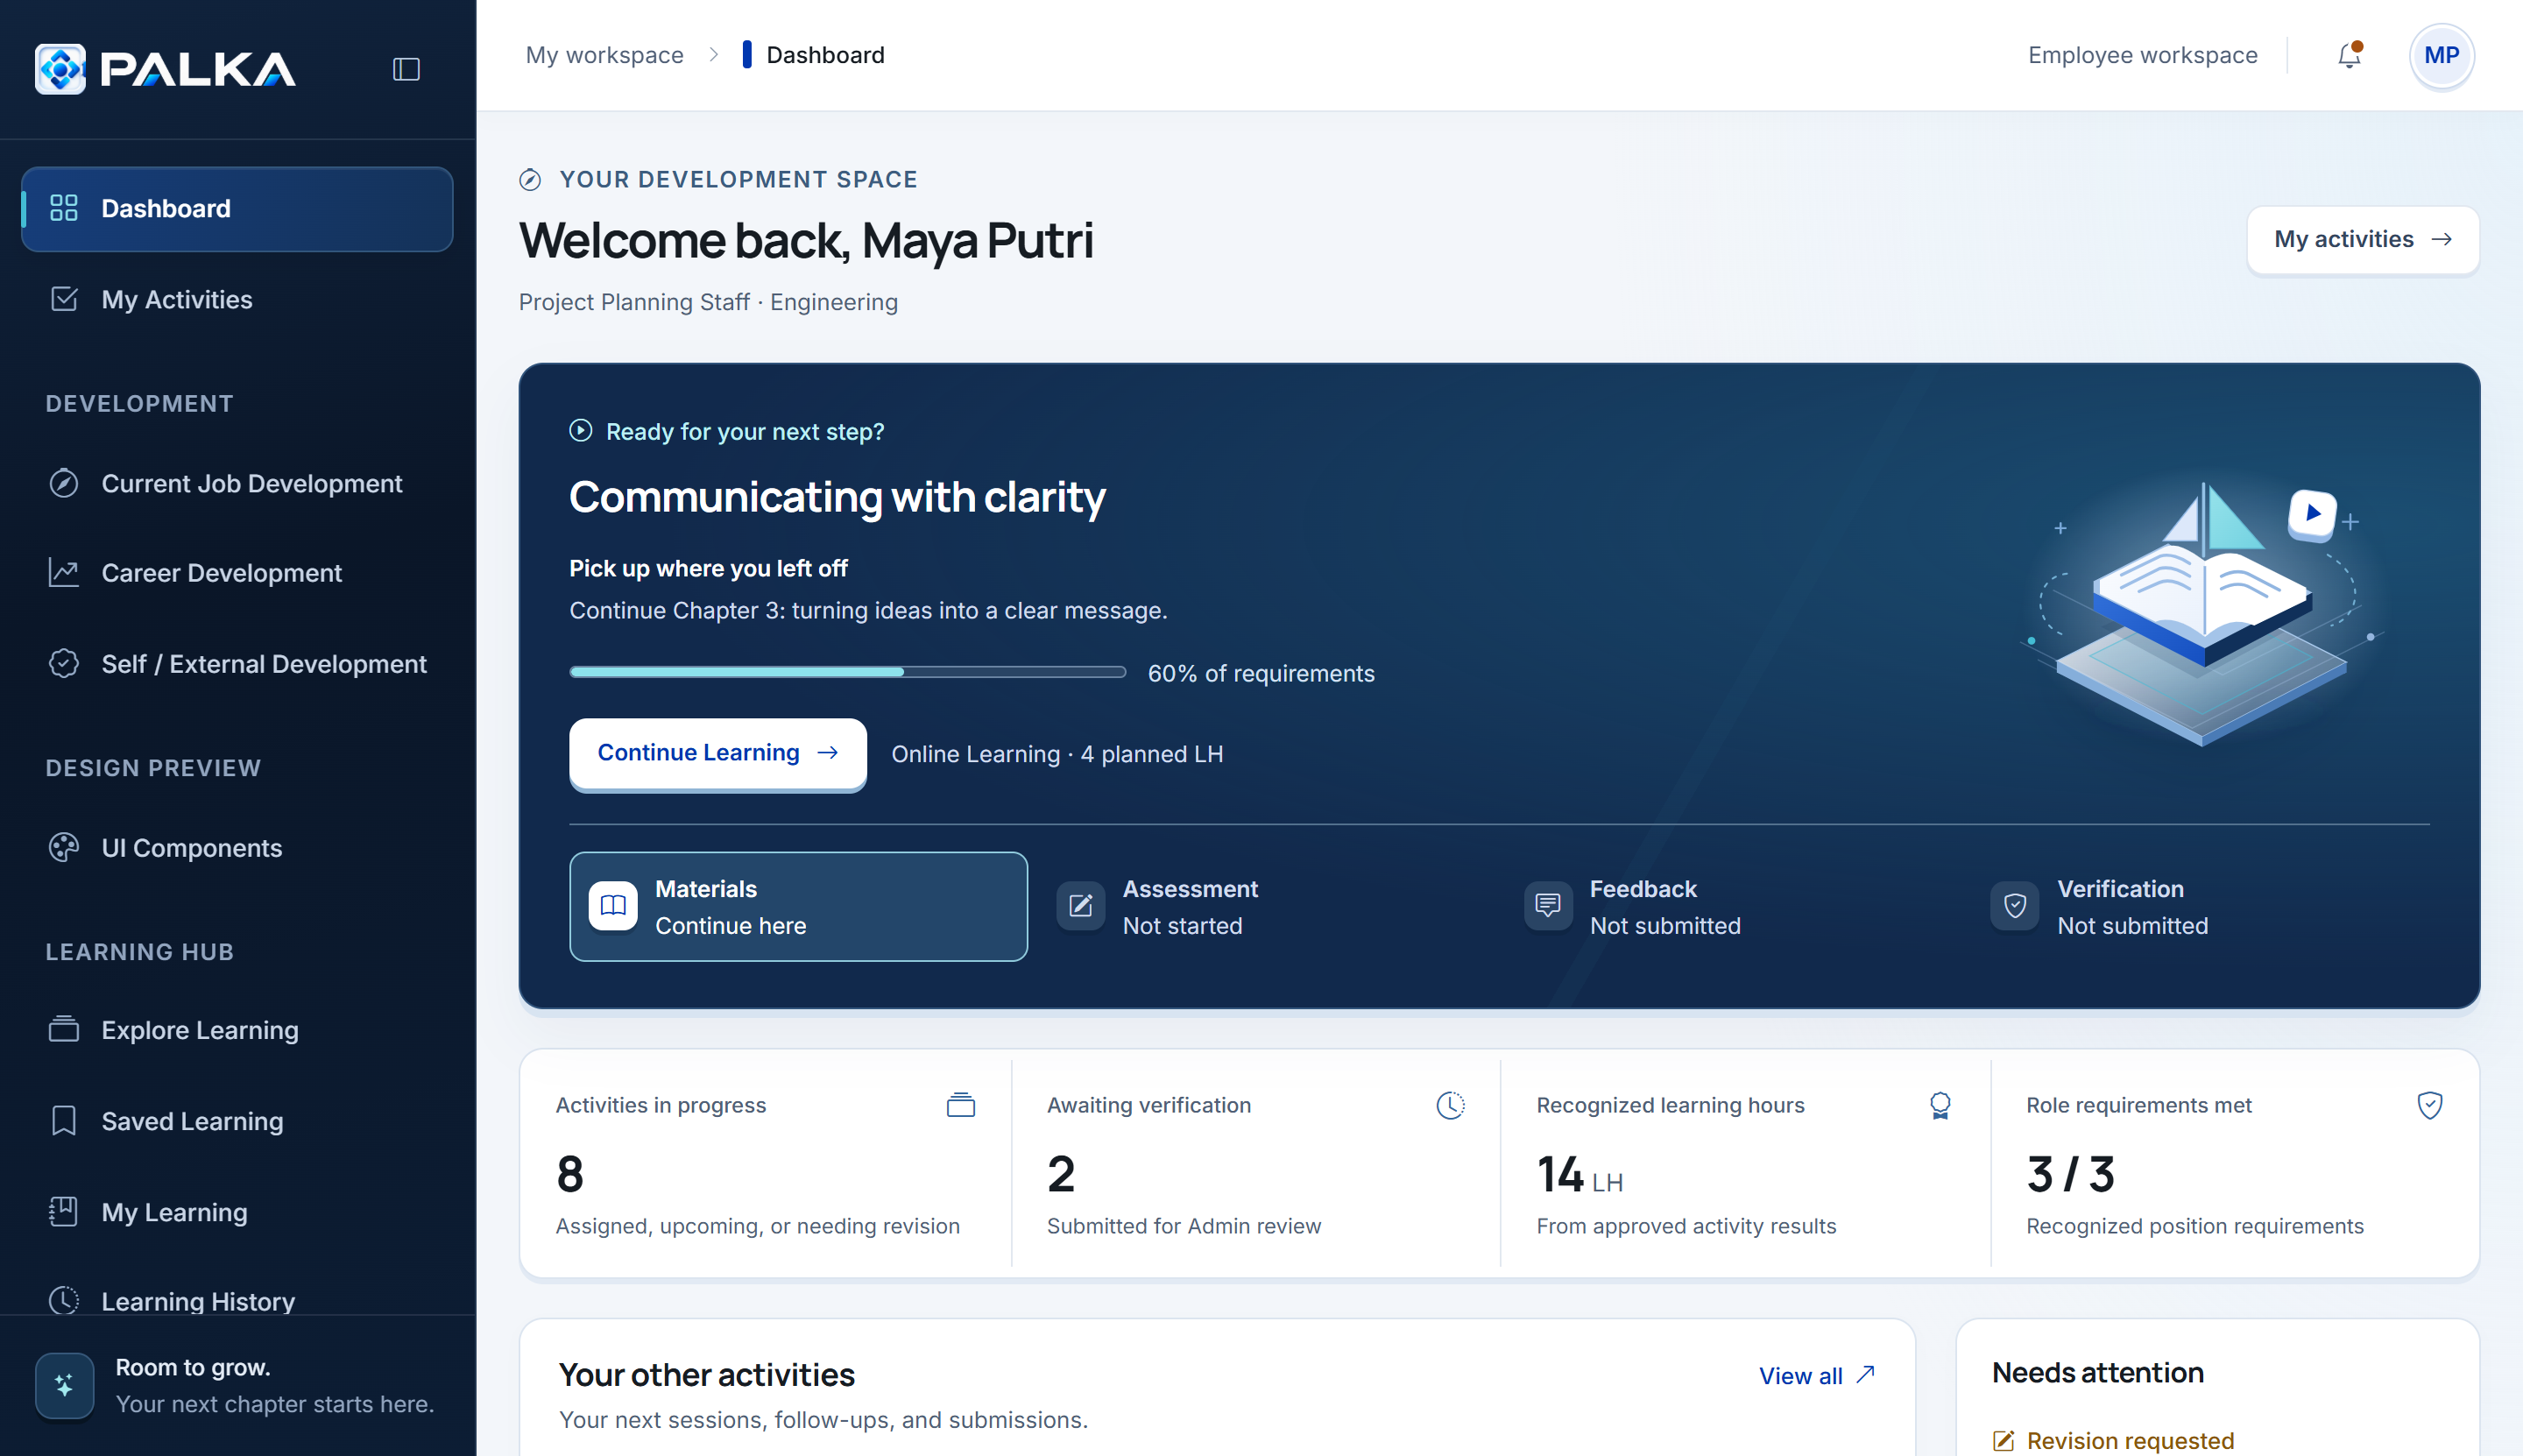 PALKA
Dashboard
My Activities
DEVELOPMENT
Current Job Development
Career Development
Self / External Development
DESIGN PREVIEW
UI Components
LEARNING HUB
Explore Learning
Saved Learning
My Learning
Learning History
Room to grow.
Your next chapter starts here.
My workspace
Dashboard
Employee workspace
MP
YOUR DEVELOPMENT SPACE
Welcome back, Maya Putri
Project Planning Staff · Engineering
My activities
Ready for your next step?
Communicating with clarity
Pick up where you left off
Continue Chapter 3: turning ideas into a clear message.
60% of requirements
Continue Learning
Online Learning · 4 planned LH
Materials
Continue here
Assessment
Not started
Feedback
Not submitted
Verification
Not submitted
Activities in progress
8
Assigned, upcoming, or needing revision
Awaiting verification
2
Submitted for Admin review
Recognized learning hours
14 LH
From approved activity results
Role requirements met
3 / 3
Recognized position requirements
Your other activities
View all
Your next sessions, follow-ups, and submissions.
Needs attention
Revision requested